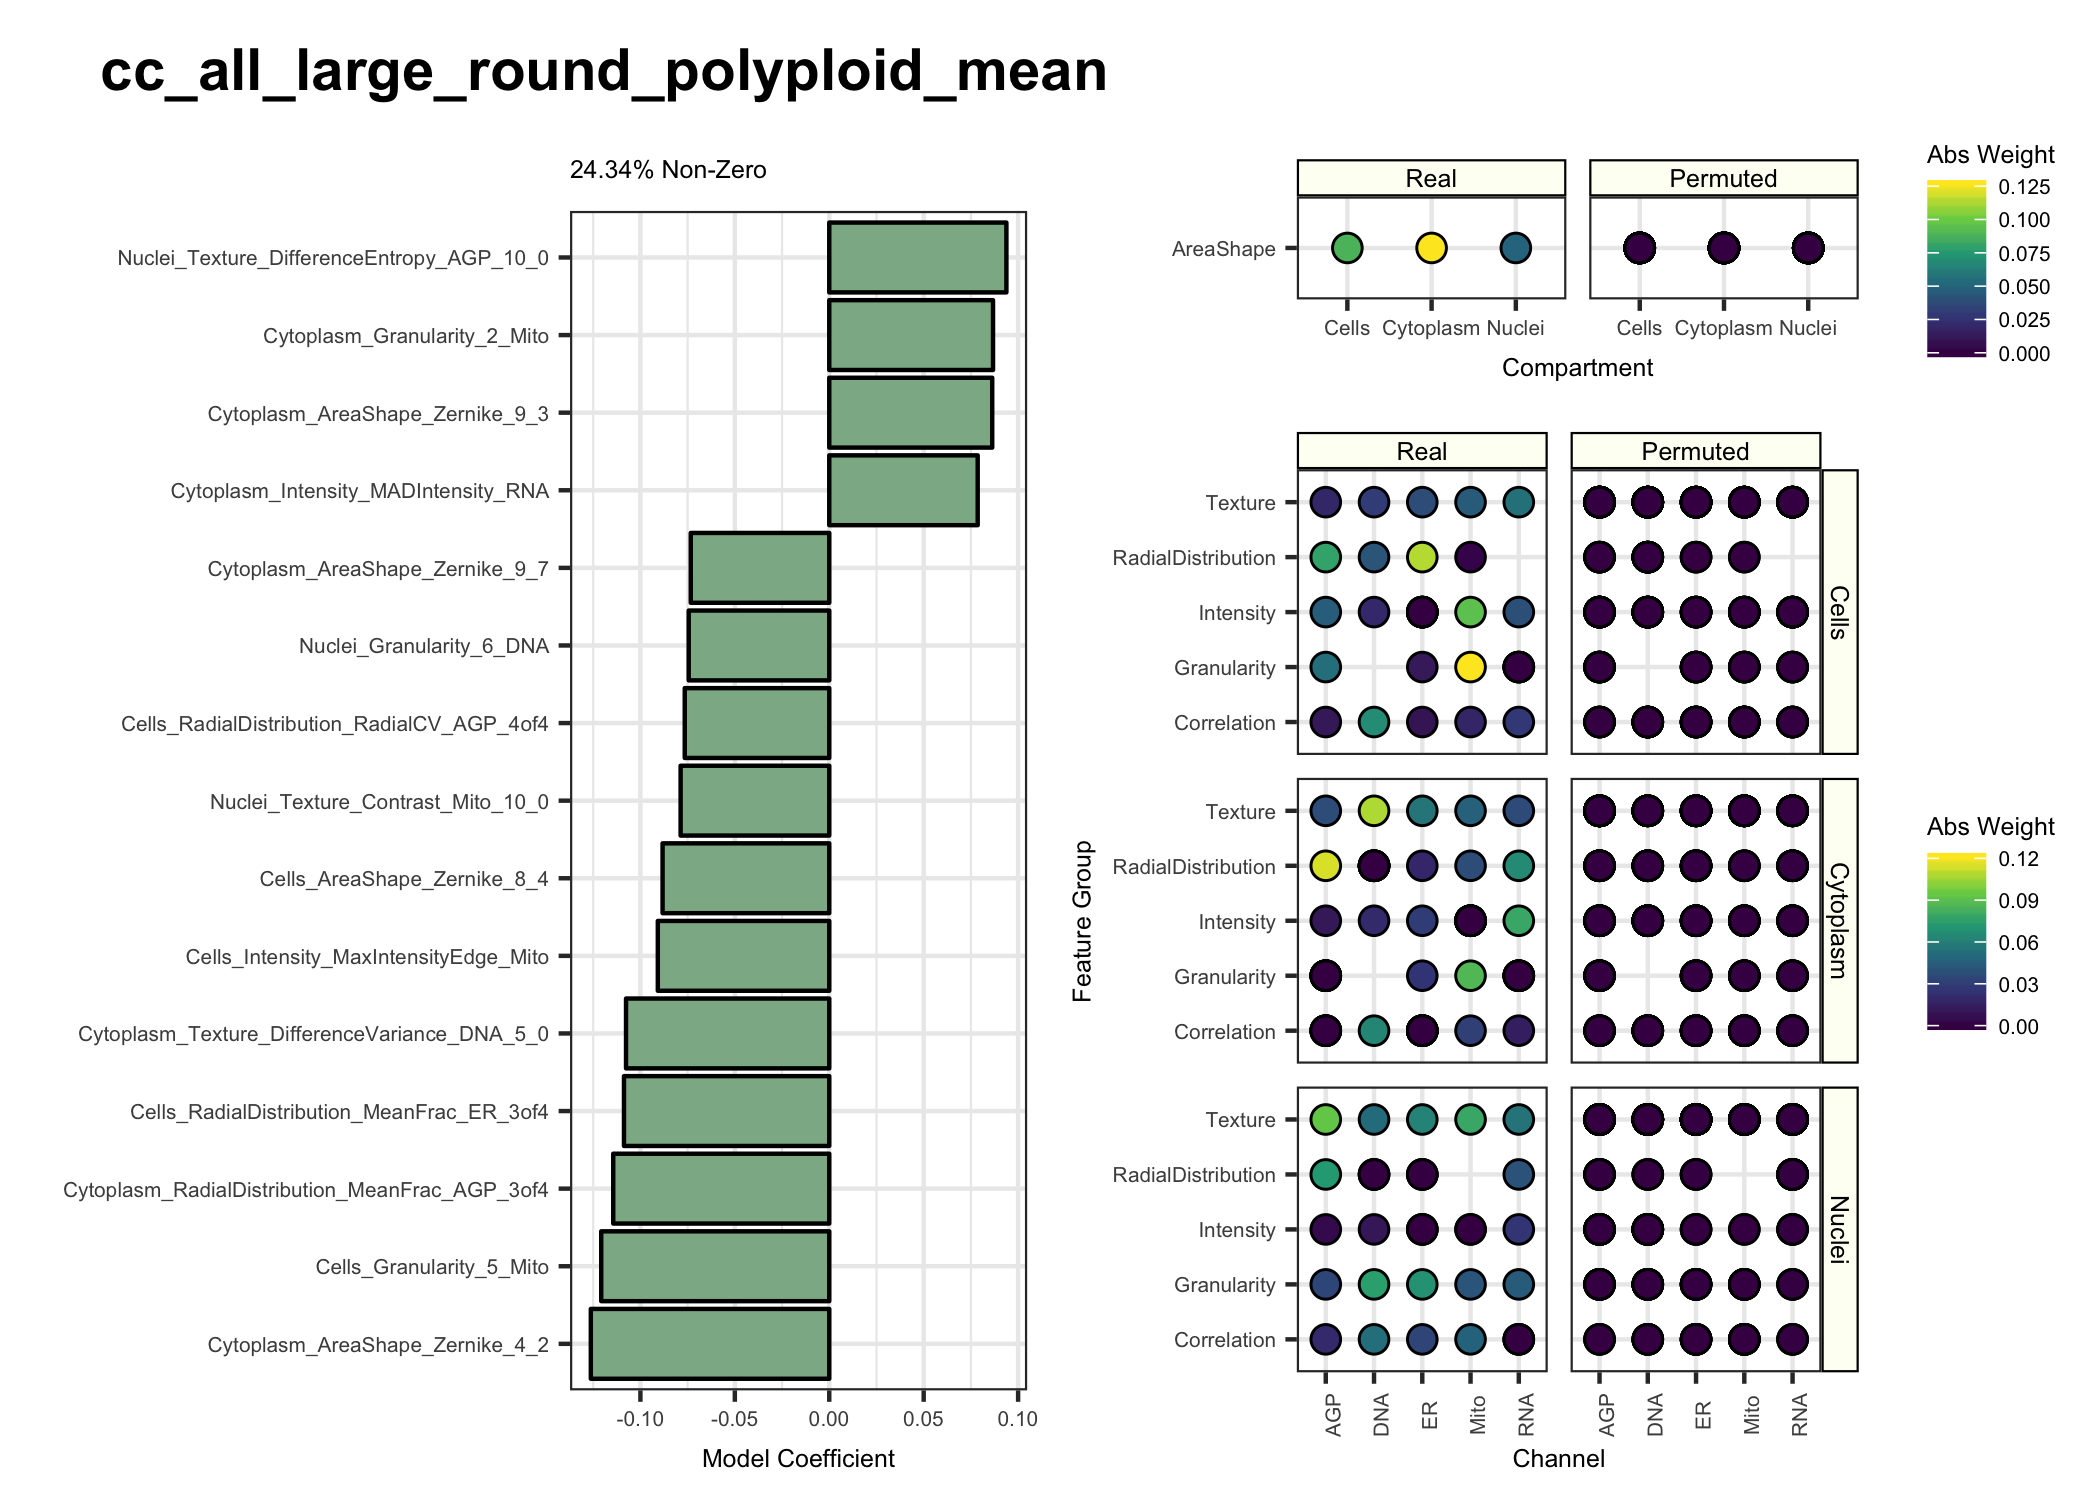 cc_all_large_round_polyploid_mean
24.34% Non-Zero
Nuclei_Texture_DifferenceEntropy_AGP_10_0
Cytoplasm_Granularity_2_Mito
Cytoplasm_AreaShape_Zernike_9_3
Cytoplasm_Intensity_MADIntensity_RNA
Cytoplasm_AreaShape_Zernike_9_7
Nuclei_Granularity_6_DNA
Cells_RadialDistribution_RadialCV_AGP_4of4
Nuclei_Texture_Contrast_Mito_10_0
Cells_AreaShape_Zernike_8_4
Cells_Intensity_MaxIntensityEdge_Mito
Cytoplasm_Texture_DifferenceVariance_DNA_5_0
Cells_RadialDistribution_MeanFrac_ER_3of4
Cytoplasm_RadialDistribution_MeanFrac_AGP_3of4
Cells_Granularity_5_Mito
Cytoplasm_AreaShape_Zernike_4_2
-0.10 -0.05 0.00 0.05 0.10
Model Coefficient
Real Permuted
AreaShape
Cells Cytoplasm Nuclei Cells Cytoplasm Nuclei
Compartment
Abs Weight
0.125
0.100
0.075
0.050
0.025
0.000
Feature Group
Real Permuted
Texture
RadialDistribution
Intensity
Granularity
Correlation
Cells
Texture
RadialDistribution
Intensity
Granularity
Correlation
Cytoplasm
Texture
RadialDistribution
Intensity
Granularity
Correlation
Nuclei
AGP DNA ER Mito RNA AGP DNA ER Mito RNA
Channel
Abs Weight
0.12
0.09
0.06
0.03
0.00